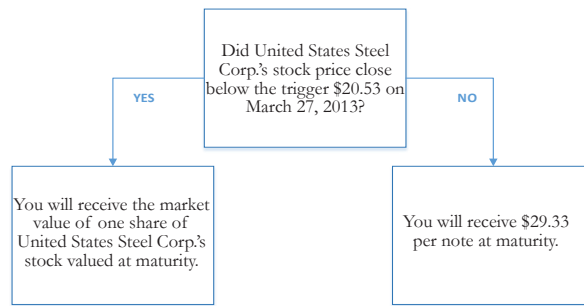 Did United States Steel
Corp.'s stock price close
below the trigger $20.53 on
March 27, 2013?
YES
NO
You will receive the market
value of one share of
United States Steel Corp.'s
stock valued at maturity.
You will receive $29.33
per note at maturity.